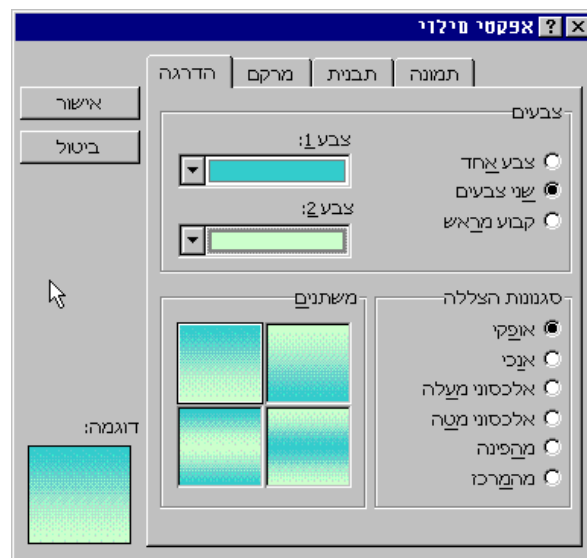 אפקטי מילוי
תמונה
תבנית
מרקם
הדרגה
צבעים
צבע אחד
שני צבעים
קבוע מראש
צבע 1:
צבע 2:
אישור
ביטול
סגנונות הצללה
אופקי
אנכי
אלכסוני מעלה
אלכסוני מטה
מהפינה
מהמרכז
משתנים
דוגמה: